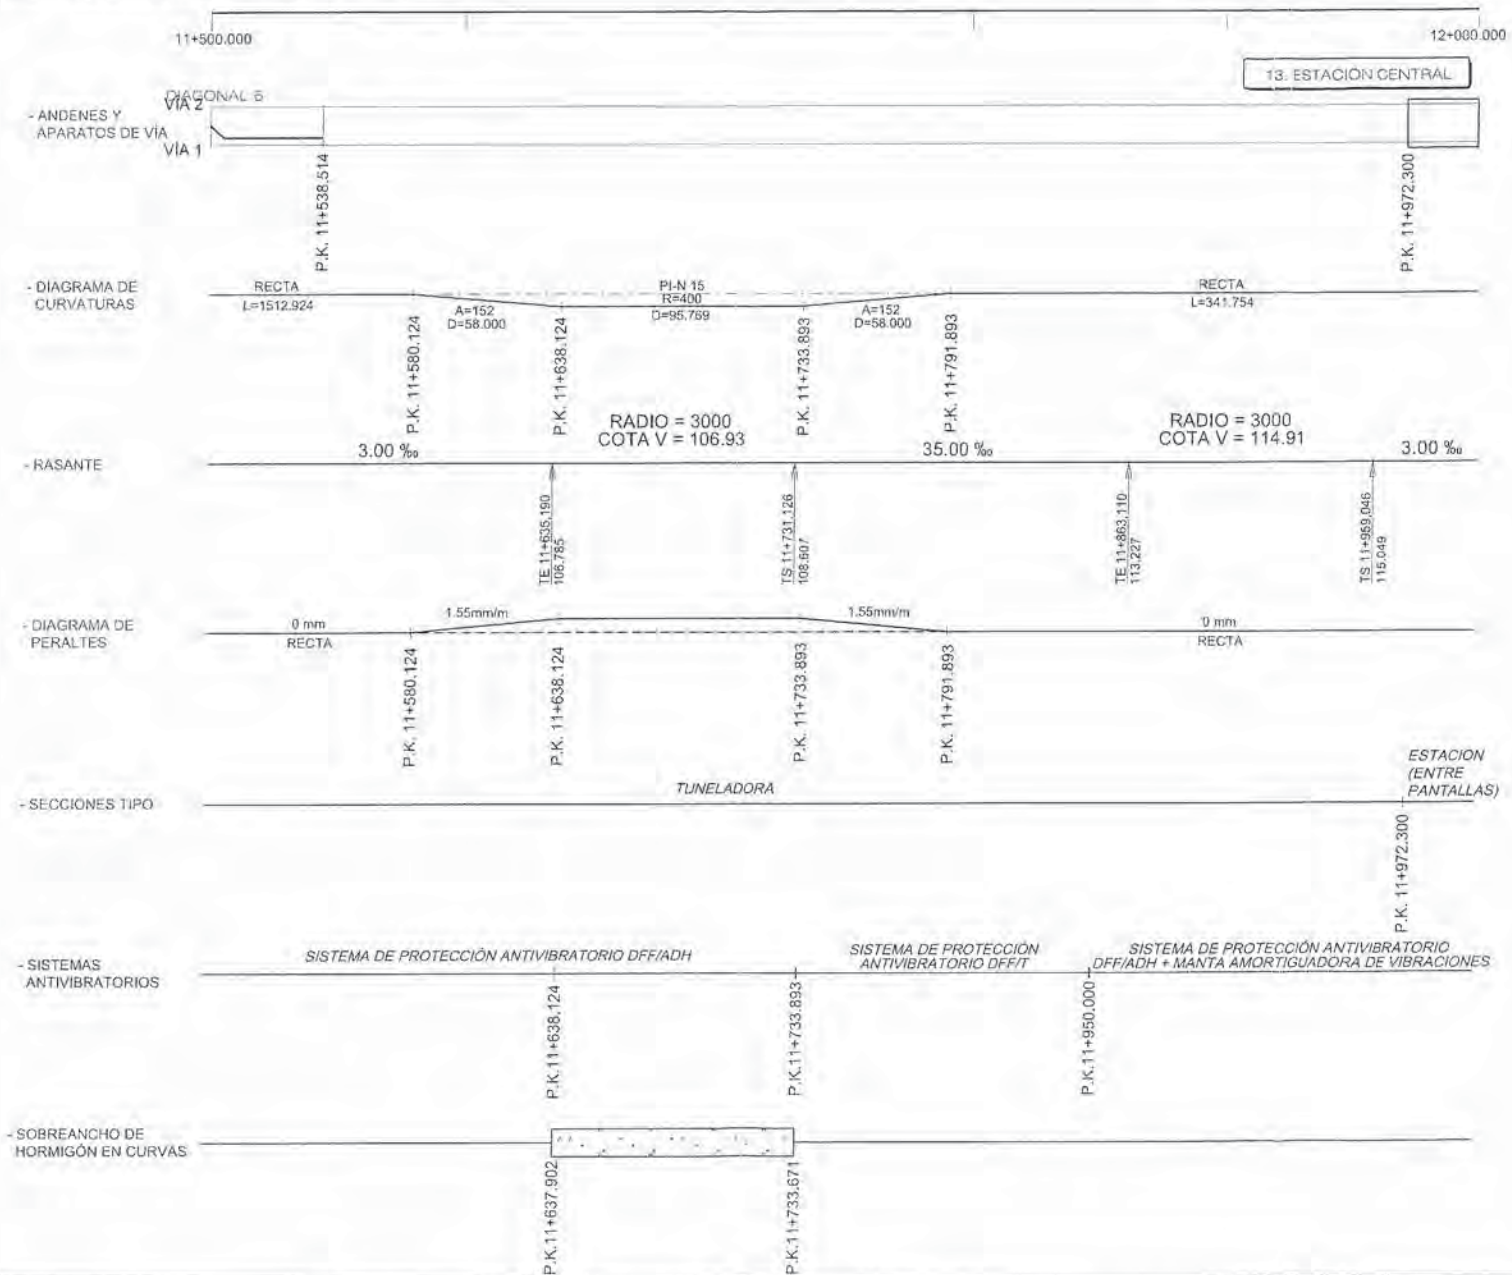 11+500.000
12+000.000
13. ESTACIÓN CENTRAL
DIAGONAL 6
VÍA 2
- ANDENES Y
APARATOS DE VÍA
VÍA 1
P.K. 11+538.514
P.K. 11+972.300
- DIAGRAMA DE
CURVATURAS
RECTA
L=1512.924
A=152
D=58.000
PI-N 15
R=400
D=95.769
A=152
D=58.000
RECTA
L=341.754
P.K. 11+580.124
P.K. 11+638.124
P.K. 11+733.893
P.K. 11+791.893
RADIO = 3000
COTA V = 106.93
RADIO = 3000
COTA V = 114.91
- RASANTE
3.00 ‰
35.00 ‰
3.00 ‰
TE 11+635.190
106.785
TS 11+731.126
108.607
TE 11+863.110
113.227
TS 11+959.046
115.049
- DIAGRAMA DE
PERALTES
0 mm
RECTA
1.55mm/m
1.55mm/m
0 mm
RECTA
P.K. 11+580.124
P.K. 11+638.124
P.K. 11+733.893
P.K. 11+791.893
- SECCIONES TIPO
TUNELADORA
ESTACION
(ENTRE
PANTALLAS)
P.K. 11+972.300
- SISTEMAS
ANTIVIBRATORIOS
SISTEMA DE PROTECCIÓN ANTIVIBRATORIO DFF/ADH
SISTEMA DE PROTECCIÓN
ANTIVIBRATORIO DFF/T
SISTEMA DE PROTECCIÓN ANTIVIBRATORIO
DFF/ADH + MANTA AMORTIGUADORA DE VIBRACIONES
P.K.11+638.124
P.K.11+733.893
P.K.11+950.000
- SOBREANCHO DE
HORMIGÓN EN CURVAS
P.K.11+637.902
P.K.11+733.671